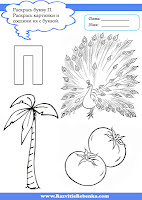 Раскрась букву П.
Раскрась картинки и
соедини их с буквой.
Дата:
Имя:
www.RazvitieRebenka.com